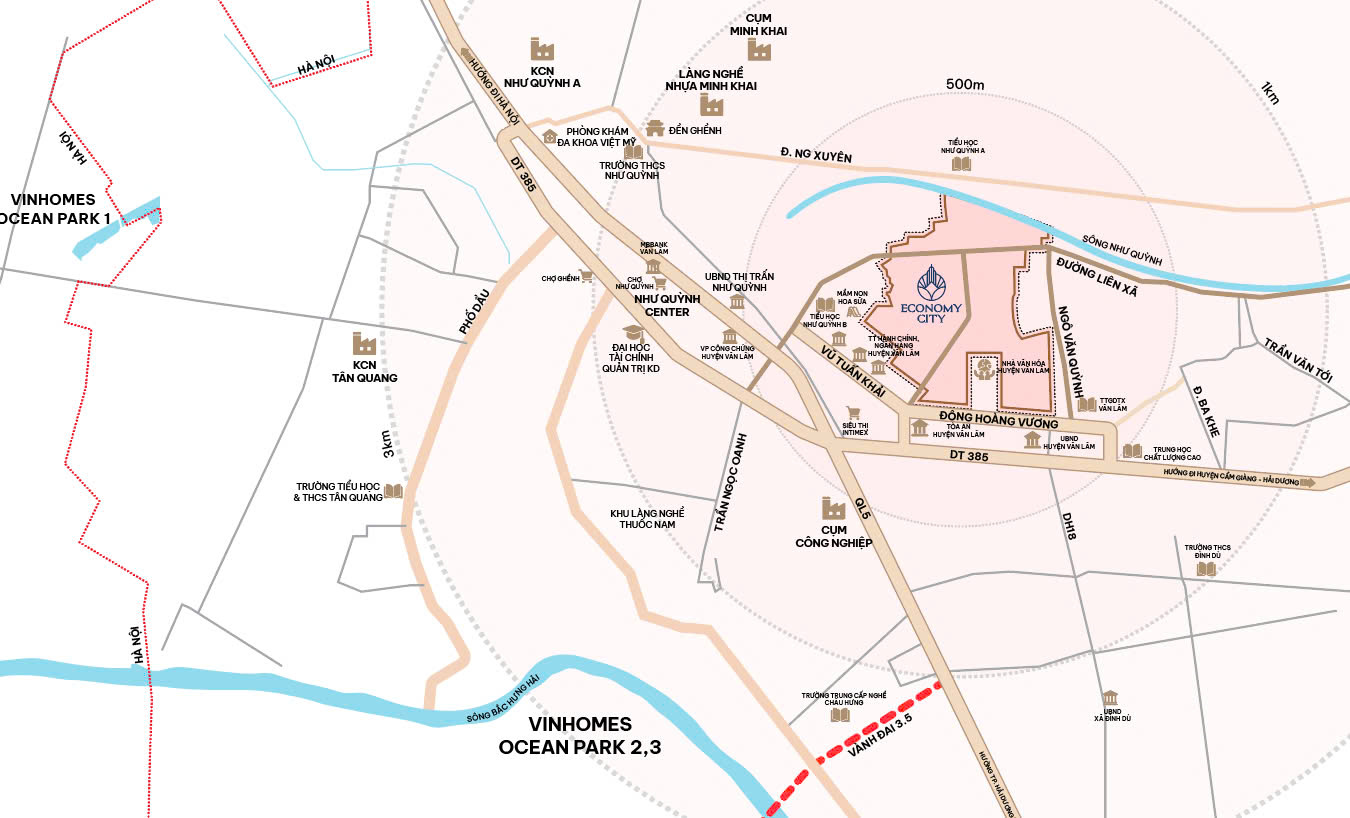 CỤM
MINH KHAI
KCN
NHƯ QUỲNH A
LÀNG NGHỀ
NHỰA MINH KHAI
HÀ NỘI
HƯỚNG ĐI HÀ NỘI
500m
1km
HÀ NỘI
PHÒNG KHÁM
ĐA KHOA VIỆT MỸ
ĐỀN GHỀNH
TRƯỜNG THCS
NHƯ QUỲNH
Đ. NG XUYÊN
TIỂU HỌC
NHƯ QUỲNH A
DT 385
VINHOMES
OCEAN PARK 1
SÔNG NHƯ QUỲNH
ĐƯỜNG LIÊN XÃ
MBBANK
VĂN LÂM
CHỢ GHỀNH
CHỢ
NHƯ QUỲNH
UBND THỊ TRẤN
NHƯ QUỲNH
NHƯ QUỲNH
CENTER
MẦM NON
HOA SỮA
TIỂU HỌC
NHƯ QUỲNH B
ECONOMY
CITY
PHỐ DẦU
ĐẠI HỌC
TÀI CHÍNH
QUẢN TRỊ KD
VP CÔNG CHỨNG
HUYỆN VĂN LÂM
TT HÀNH CHÍNH,
NGÂN HÀNG
HUYỆN VĂN LÂM
VŨ TUẤN KHẢI
NHÀ VĂN HÓA
HUYỆN VĂN LÂM
NGÔ VĂN QUỲNH
TRẦN VĂN TỚI
KCN
TÂN QUANG
Đ. BA KHE
TTGDTX
VĂN LÂM
ĐÔNG HOÀNG VƯƠNG
SIÊU THỊ
INTIMEX
TÒA ÁN
HUYỆN VĂN LÂM
UBND
HUYỆN VĂN LÂM
3km
TRUNG HỌC
CHẤT LƯỢNG CAO
DT 385
HƯỚNG ĐI HUYỆN CẨM GIÀNG - HẢI DƯƠNG
TRẦN NGỌC OANH
TRƯỜNG TIỂU HỌC
& THCS TÂN QUANG
KHU LÀNG NGHỀ
THUỐC NAM
QL5
CỤM
CÔNG NGHIỆP
DH18
TRƯỜNG THCS
ĐÌNH DÙ
HÀ NỘI
SÔNG BẮC HƯNG HẢI
TRƯỜNG TRUNG CẤP NGHỀ
CHÂU HƯNG
UBND
XÃ ĐÌNH DÙ
VINHOMES
OCEAN PARK 2,3
VÀNH ĐAI 3.5
HƯỚNG TP. HẢI DƯƠNG